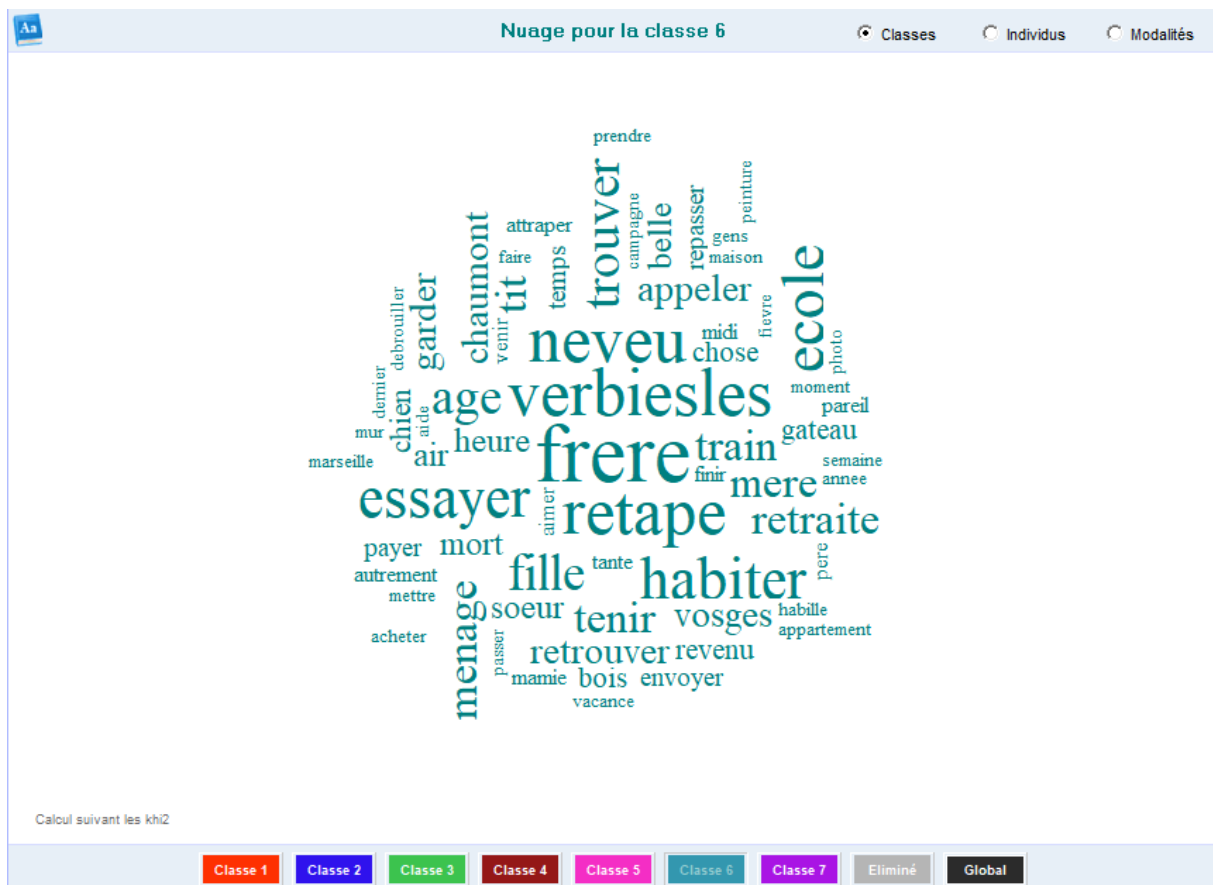 Aa
Nuage pour la classe 6
Classes
Individus
Modalités
prendre
trouver
campagne
belle
repasser
peinture
gens
maison
attraper
faire
temps
chaumont
tit
venir
appeler
fievre
ecole
photo
debrouiller
garder
neveu
midi
chose
dernier
chien
aide
age
verbiesles
moment
pareil
mur
marseille
air
heure
frere
train
finir
gateau
semaine
annee
mere
essayer
aimer
retape
retraite
payer
mort
autrement
mettre
fille
tante
habiter
pere
acheter
menage
soeur
tenir
vosges
habille
appartement
passer
retrouver
revenu
mamie
bois
envoyer
vacance
Calcul suivant les khi2
Classe 1
Classe 2
Classe 3
Classe 4
Classe 5
Classe 6
Classe 7
Eliminé
Global